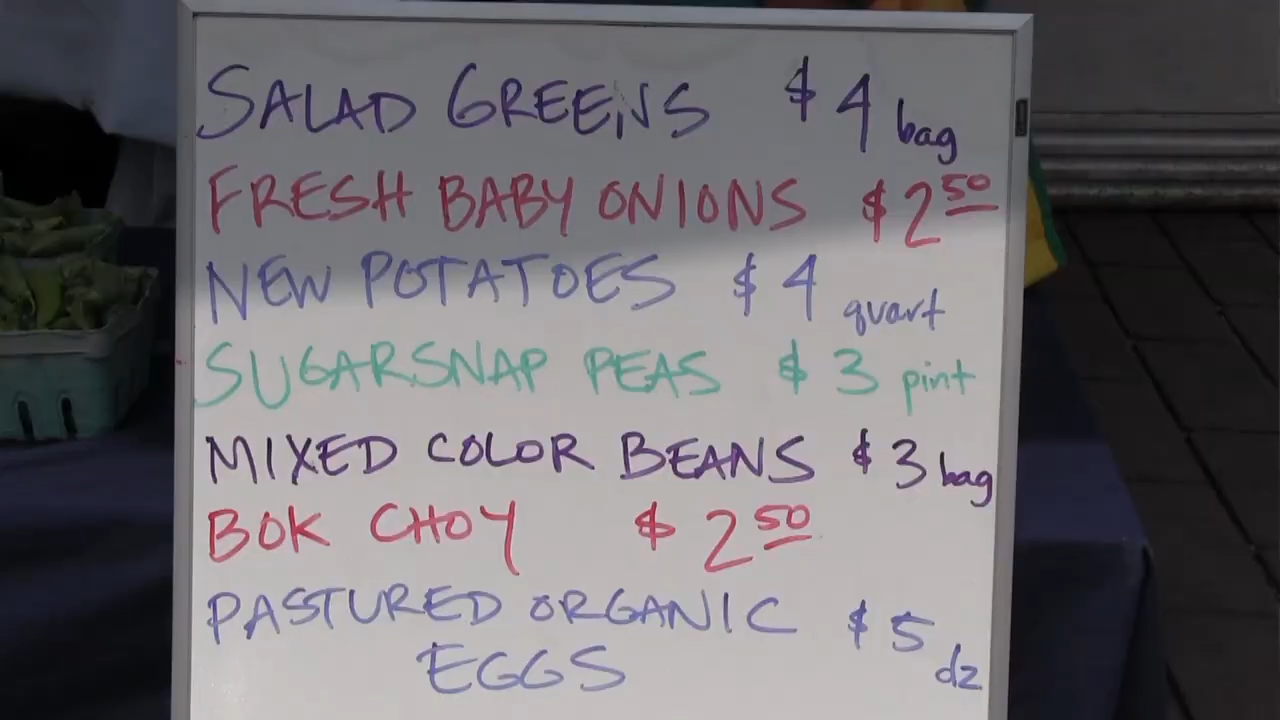 SALAD GREENS $4 bag
FRESH BABY ONIONS $2 50
NEW POTATOES $4 quart
SUGARSNAP PEAS $3 pint
MIXED COLOR BEANS $3 bag
BOK CHOY $2 50
PASTURED ORGANIC $5 dz
EGGS